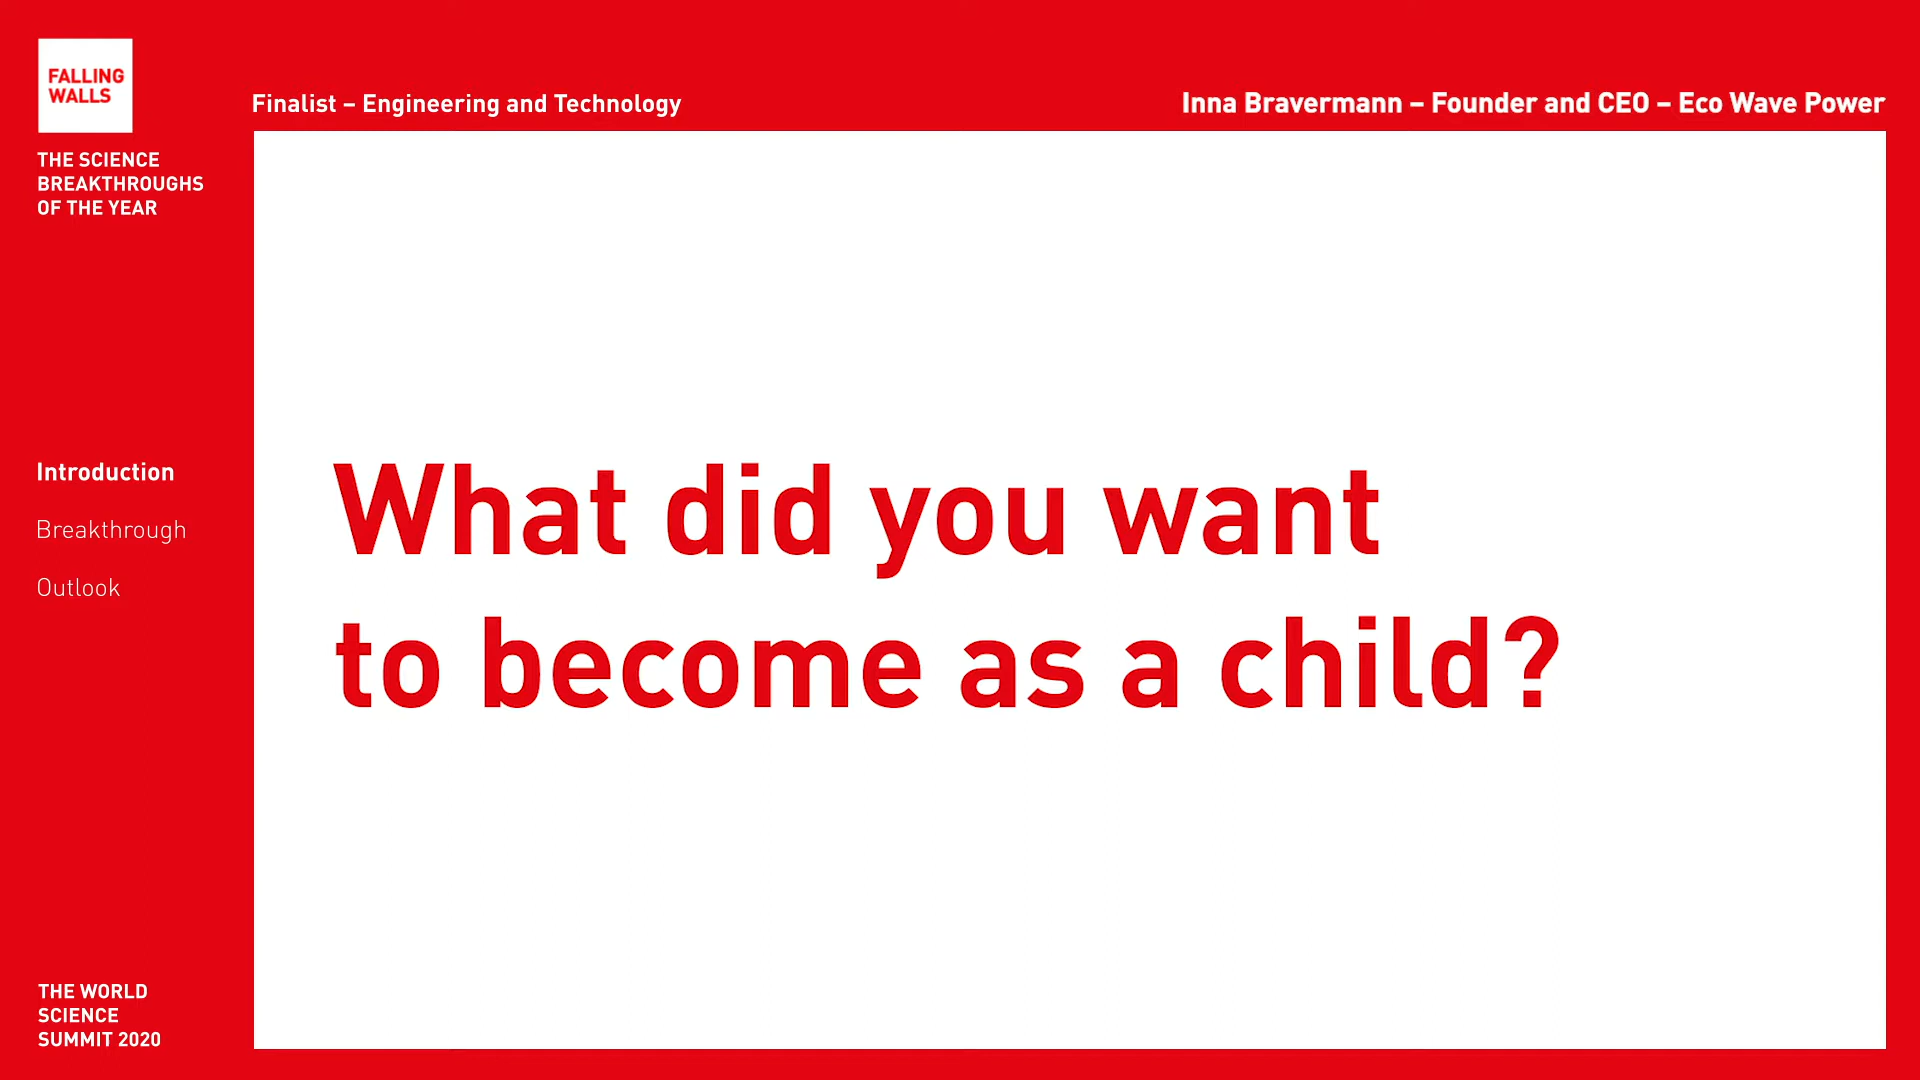 FALLING
WALLS
THE SCIENCE
BREAKTHROUGHS
OF THE YEAR
Finalist – Engineering and Technology
Inna Bravermann – Founder and CEO – Eco Wave Power
Introduction
Breakthrough
Outlook
What did you want
to become as a child?
THE WORLD
SCIENCE
SUMMIT 2020